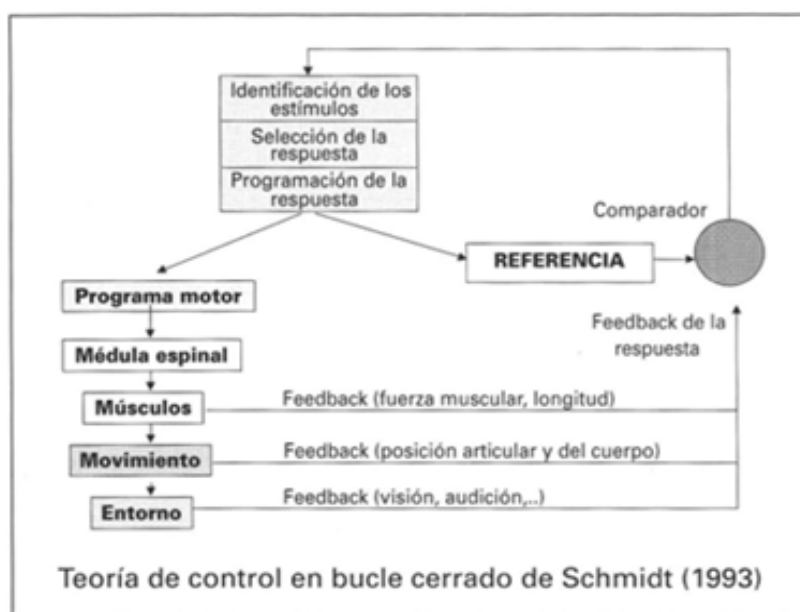 Identificación de los
estímulos
Selección de la
respuesta
Programación de la
respuesta
Comparador
REFERENCIA
Programa motor
Feedback de la
respuesta
Médula espinal
Músculos
Feedback (fuerza muscular, longitud)
Movimiento
Feedback (posición articular y del cuerpo)
Entorno
Feedback (visión, audición,..)
Teoría de control en bucle cerrado de Schmidt (1993)